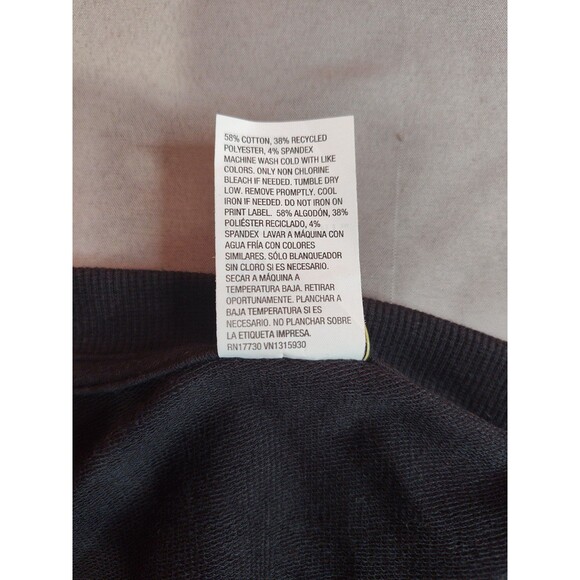 58% COTTON, 38% RECYCLED
POLYESTER, 4% SPANDEX
MACHINE WASH COLD WITH LIKE
COLORS. ONLY NON CHLORINE
BLEACH IF NEEDED. TUMBLE DRY
LOW. REMOVE PROMPTLY. COOL
IRON IF NEEDED. DO NOT IRON ON
PRINT LABEL. 58% ALGODÓN, 38%
POLIÉSTER RECICLADO, 4%
SPANDEX LAVAR A MÁQUINA CON
AGUA FRÍA CON COLORES
SIMILARES. SÓLO BLANQUEADOR
SIN CLORO SI ES NECESARIO.
SECAR A MÁQUINA A
TEMPERATURA BAJA. RETIRAR
OPORTUNAMENTE. PLANCHAR A
BAJA TEMPERATURA SI ES
NECESARIO. NO PLANCHAR SOBRE
LA ETIQUETA IMPRESA.
RN17730 VN1315930